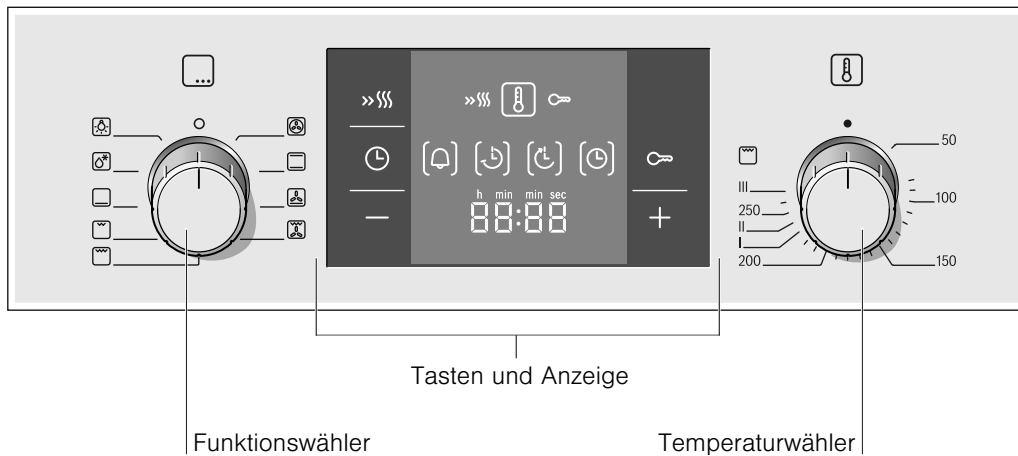 h min min sec
88:88
50
100
150
200
I
II
250
III
Tasten und Anzeige
Funktionswähler
Temperaturwähler